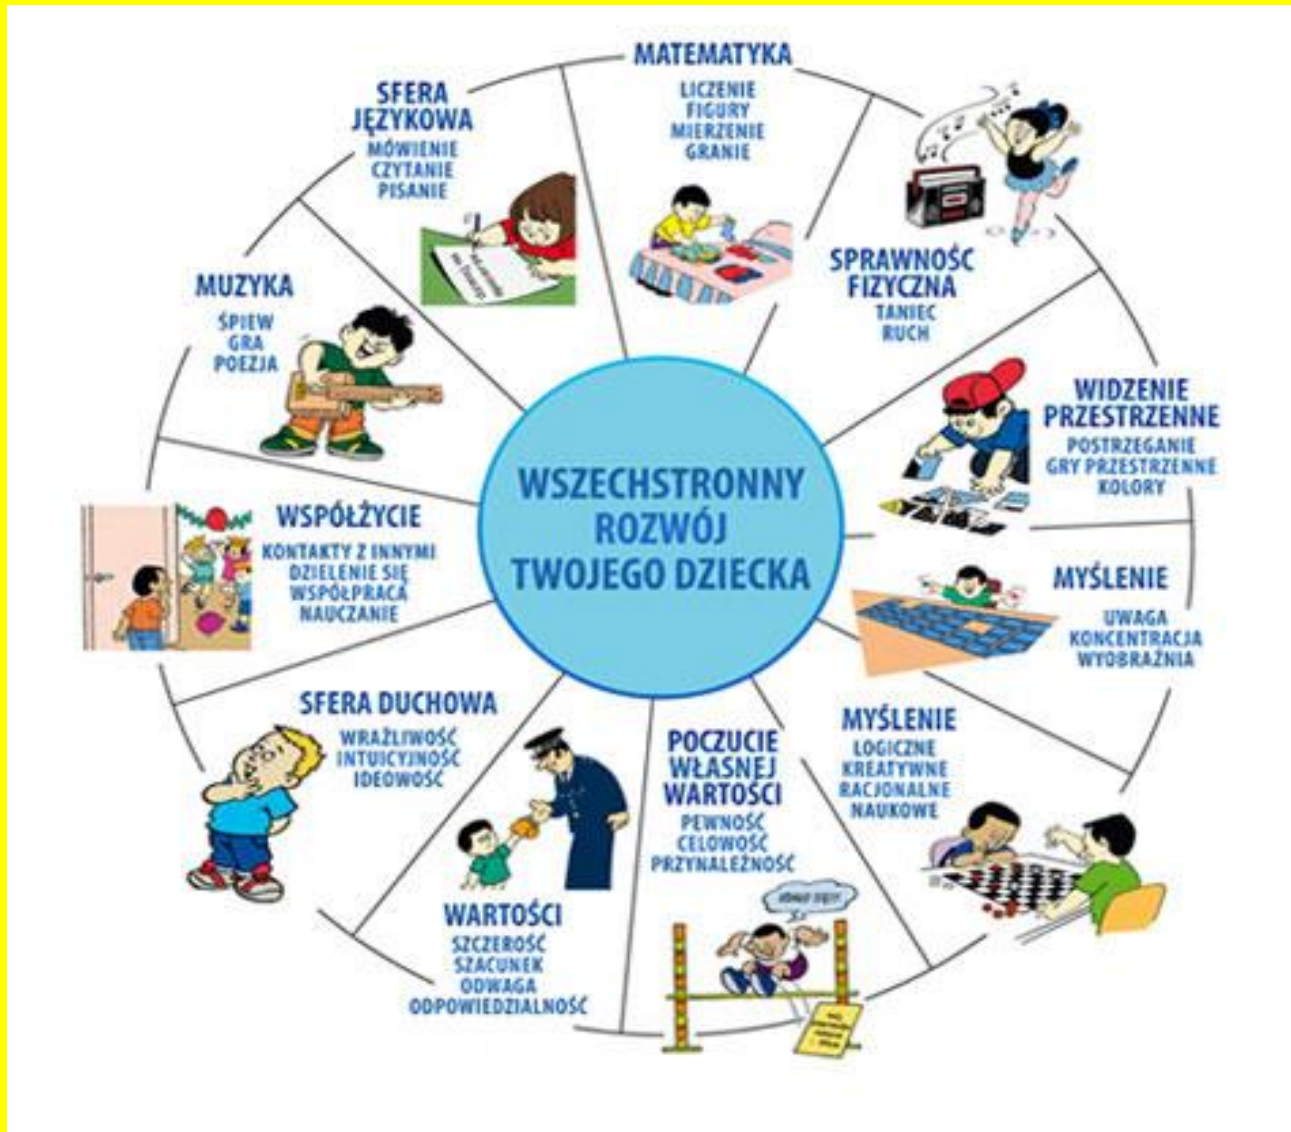 MATEMATYKA
LICZENIE
FIGURY
MIERZENIE
GRANIE
SPRAWNOŚĆ
FIZYCZNA
TANIEC
RUCH
WIDZENIE
PRZESTRZENNE
POSTRZEGANIE
GRY PRZESTRZENNE
KOLORY
MYŚLENIE
UWAGA
KONCENTRACJA
WYOBRAŹNIA
MYŚLENIE
LOGICZNE
KREATYWNE
RACJONALNE
NAUKOWE
POCZUCIE
WŁASNEJ
WARTOŚCI
PEWNOŚĆ
CELOWOŚĆ
PRZYNALEŻNOŚĆ
WARTOŚCI
SZCZEROŚĆ
SZACUNEK
ODWAGA
ODPOWIEDZIALNOŚĆ
SFERA DUCHOWA
WRAŻLIWOŚĆ
INTUICYJNOŚĆ
IDEOWOŚĆ
WSPÓŁŻYCIE
KONTAKTY Z INNYMI
DZIELENIE SIĘ
WSPÓŁPRACA
NAUCZANIE
MUZYKA
ŚPIEW
GRA
POEZJA
SFERA
JĘZYKOWA
MÓWIENIE
CZYTANIE
PISANIE
WSZECHSTRONNY
ROZWÓJ
TWOJEGO DZIECKA